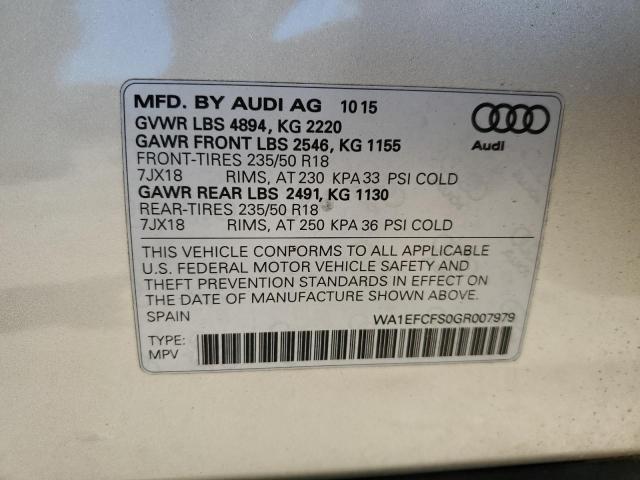 MFD. BY AUDI AG 10 15
GVWR LBS 4894, KG 2220
GAWR FRONT LBS 2546, KG 1155
FRONT-TIRES 235/50 R18
7JX18 RIMS, AT 230 KPA 33 PSI COLD
GAWR REAR LBS 2491, KG 1130
REAR-TIRES 235/50 R18
7JX18 RIMS, AT 250 KPA 36 PSI COLD
Audi
THIS VEHICLE CONFORMS TO ALL APPLICABLE
U.S. FEDERAL MOTOR VEHICLE SAFETY AND
THEFT PREVENTION STANDARDS IN EFFECT ON
THE DATE OF MANUFACTURE SHOWN ABOVE.
SPAIN WA1EFCFS0GR007979
TYPE:
MPV